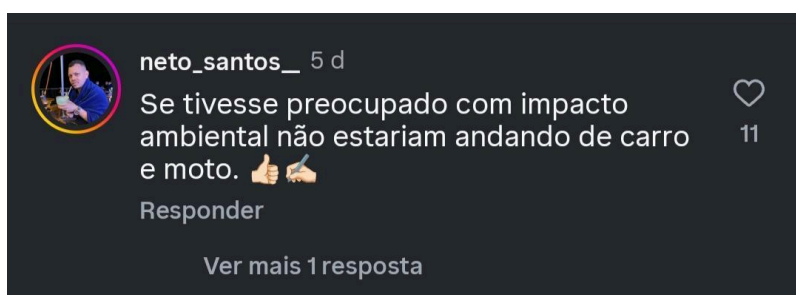 neto_santos__ 5 d
Se tivesse preocupado com impacto
ambiental não estariam andando de carro
e moto. 👍🏻✍🏻
11
Responder
Ver mais 1 resposta